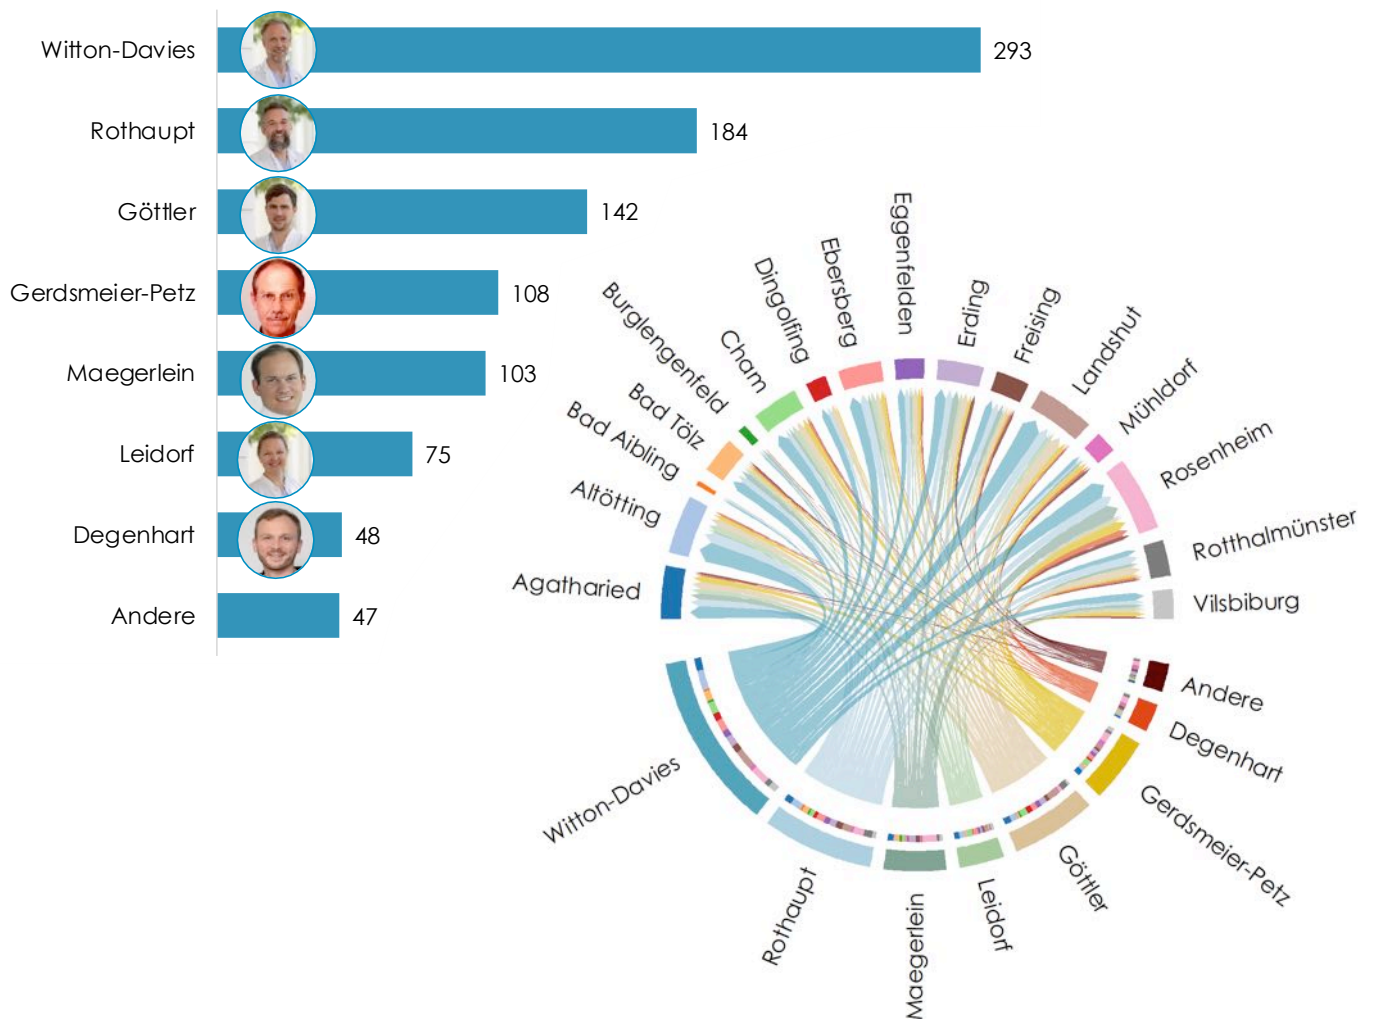 Witton-Davies
293
Rothaupt
184
Göttler
142
Gerdsmeier-Petz
108
Maegerlein
103
Leidorf
75
Degenhart
48
Andere
47
Agatharied
Altötting
Bad Aibling
Bad Tölz
Burglengenfeld
Cham
Dingolfing
Ebersberg
Eggenfelden
Erding
Freising
Landshut
Mühldorf
Rosenheim
Rotthalmünster
Vilsbiburg
Andere
Degenhart
Gerdsmeier-Petz
Göttler
Leidorf
Maegerlein
Rothaupt
Witton-Davies